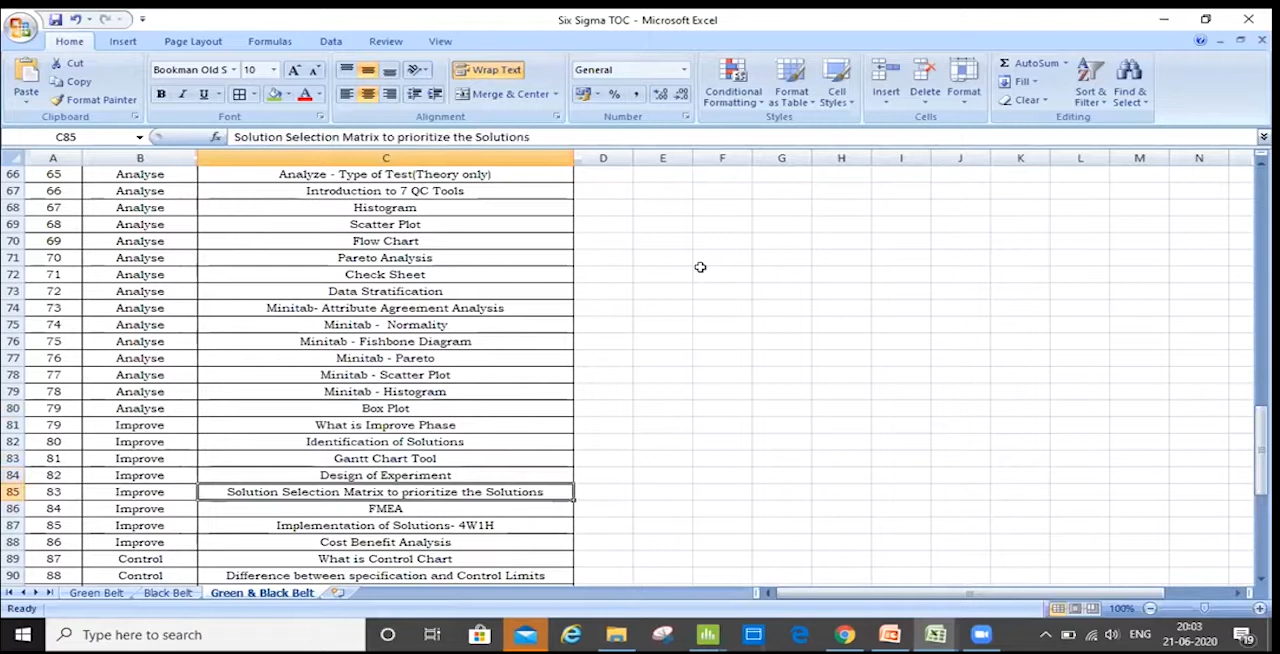 Six Sigma TOC - Microsoft Excel
Home Insert Page Layout Formulas Data Review View
Paste
Cut
Copy
Format Painter
Clipboard
Bookman Old S 10
B I U
Font
Wrap Text
Merge & Center
Alignment
General
Number
Conditional Formatting
Format as Table
Cell Styles
Styles
Insert Delete Format
Cells
Σ AutoSum
Fill
Clear
Sort & Filter
Find & Select
Editing
C85 fx Solution Selection Matrix to prioritize the Solutions
A B C D E F G H I J K L M N
66 65 Analyse Analyze - Type of Test(Theory only)
67 66 Analyse Introduction to 7 QC Tools
68 67 Analyse Histogram
69 68 Analyse Scatter Plot
70 69 Analyse Flow Chart
71 70 Analyse Pareto Analysis
72 71 Analyse Check Sheet
73 72 Analyse Data Stratification
74 73 Analyse Minitab- Attribute Agreement Analysis
75 74 Analyse Minitab - Normality
76 75 Analyse Minitab - Fishbone Diagram
77 76 Analyse Minitab - Pareto
78 77 Analyse Minitab - Scatter Plot
79 78 Analyse Minitab - Histogram
80 79 Analyse Box Plot
81 79 Improve What is Improve Phase
82 80 Improve Identification of Solutions
83 81 Improve Gantt Chart Tool
84 82 Improve Design of Experiment
85 83 Improve Solution Selection Matrix to prioritize the Solutions
86 84 Improve FMEA
87 85 Improve Implementation of Solutions- 4W1H
88 86 Improve Cost Benefit Analysis
89 87 Control What is Control Chart
90 88 Control Difference between specification and Control Limits
Green Belt Black Belt Green & Black Belt
Ready 100%
Type here to search
ENG
20:03
21-06-2020
19